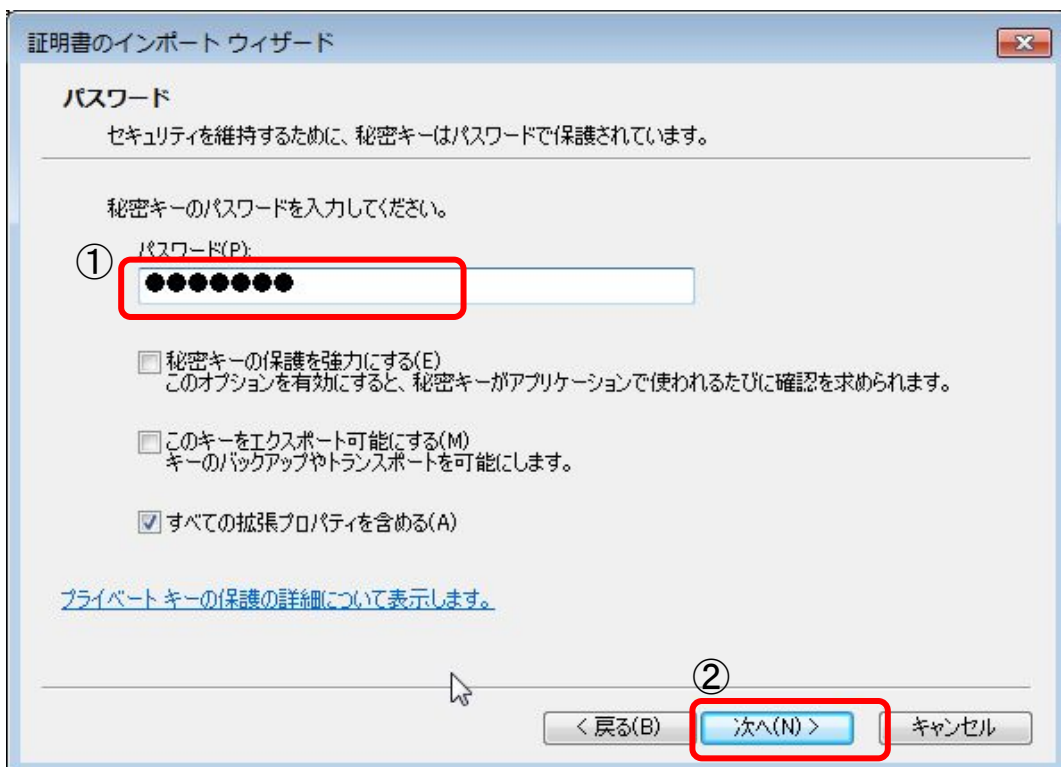 証明書のインポート ウィザード
パスワード
セキュリティを維持するために、秘密キーはパスワードで保護されています。
秘密キーのパスワードを入力してください。
パスワード(P):
①
●●●●●●●
秘密キーの保護を強力にする(E)
このオプションを有効にすると、秘密キーがアプリケーションで使われるたびに確認を求められます。
このキーをエクスポート可能にする(M)
キーのバックアップやトランスポートを可能にします。
すべての拡張プロパティを含める(A)
プライベート キーの保護の詳細について表示します。
②
< 戻る(B) 次へ(N) > キャンセル